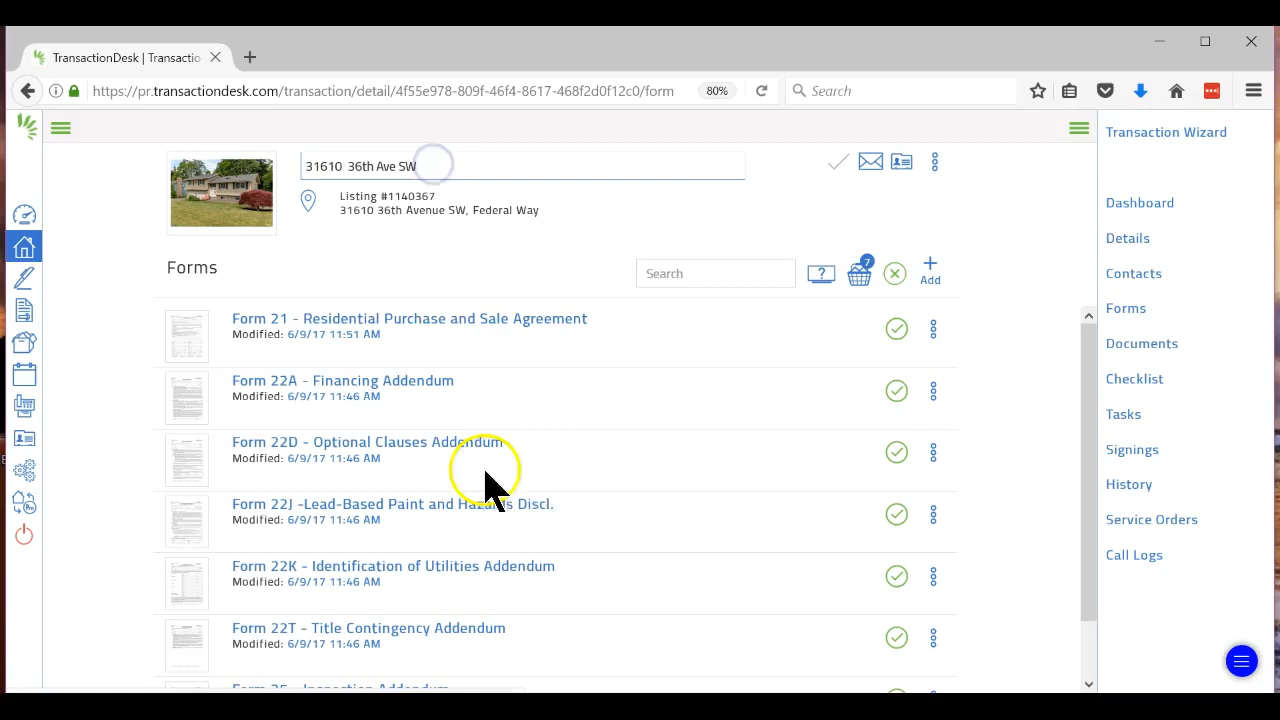 TransactionDesk | Transactio
https://pr.transactiondesk.com/transaction/detail/4f55e978-809f-46f4-8617-468f2d0f12c0/form
80%
Search
31610 36th Ave SW
Listing #1140367
31610 36th Avenue SW, Federal Way
Forms
Search
?
7
Add
Form 21 - Residential Purchase and Sale Agreement
Modified: 6/9/17 11:51 AM
Form 22A - Financing Addendum
Modified: 6/9/17 11:46 AM
Form 22D - Optional Clauses Addendum
Modified: 6/9/17 11:46 AM
Form 22J -Lead-Based Paint and Hazards Discl.
Modified: 6/9/17 11:46 AM
Form 22K - Identification of Utilities Addendum
Modified: 6/9/17 11:46 AM
Form 22T - Title Contingency Addendum
Modified: 6/9/17 11:46 AM
Form 35 - Inspection Addendum
Transaction Wizard
Dashboard
Details
Contacts
Forms
Documents
Checklist
Tasks
Signings
History
Service Orders
Call Logs